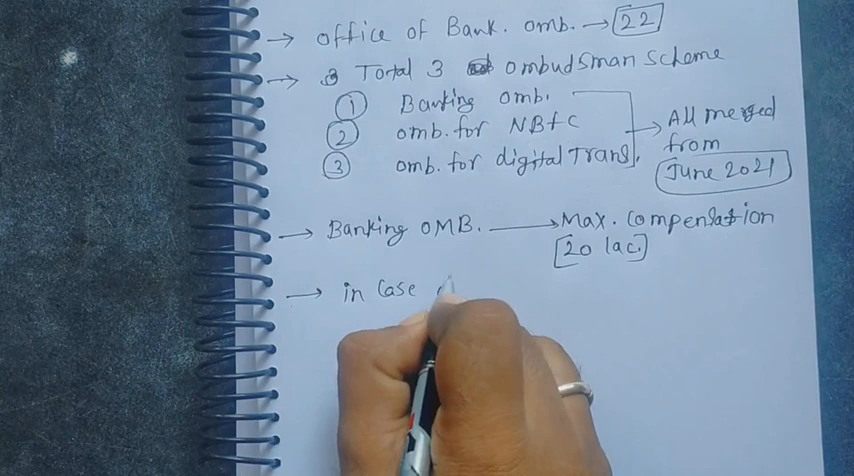 → office of Bank. omb. → 22
→ Total 3 ombudsman scheme
① Banking omb.
② omb. for NBFC
③ omb. for digital Trans.
→ All merged
from
June 2021
→ Banking OMB. → Max. Compensation
[20 lac.]
→ in Case